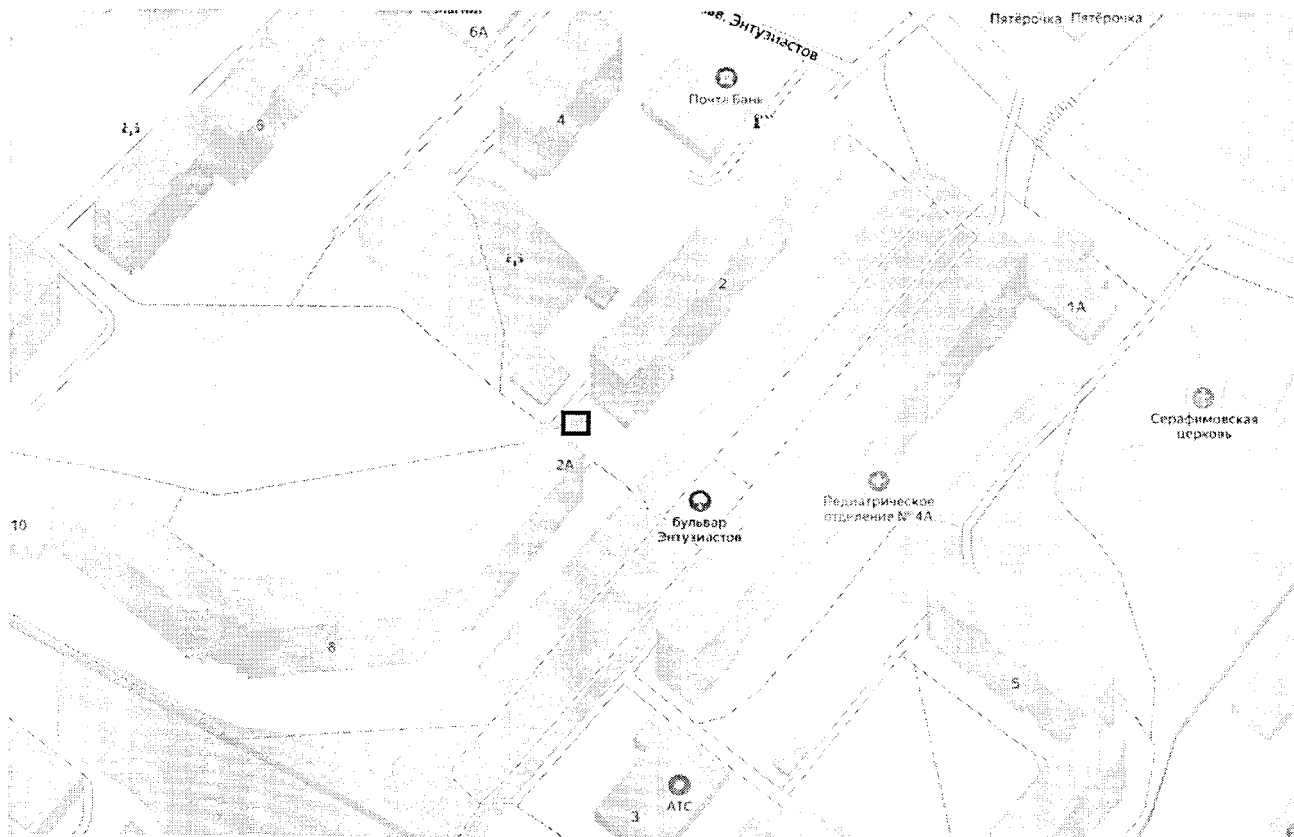 6А
Энтузиастов
Пятёрочка Пятёрочка
Почта Банк
6
4
2
1А
Серафимовская
церковь
2А
бульвар
Энтузиастов
Педиатрическое
отделение № 4А
10
8
5
АТС
3